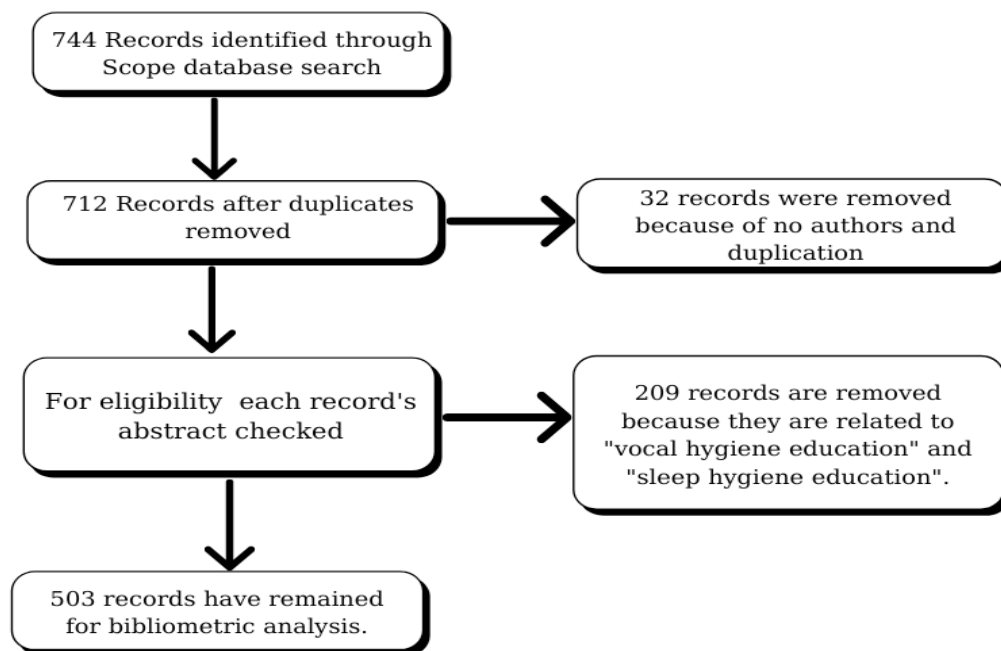 744 Records identified through
Scope database search
712 Records after duplicates
removed
32 records were removed
because of no authors and
duplication
For eligibility each record's
abstract checked
209 records are removed
because they are related to
"vocal hygiene education" and
"sleep hygiene education".
503 records have remained
for bibliometric analysis.